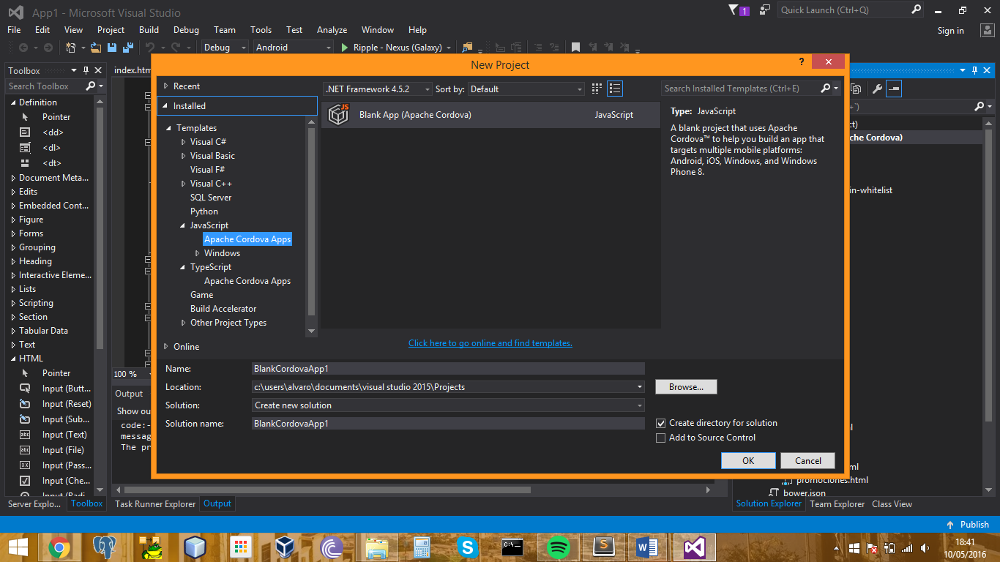 App1 - Microsoft Visual Studio
1
Quick Launch (Ctrl+Q)
File Edit View Project Build Debug Team Tools Test Analyze Window Help
Sign in
Debug
Android
Ripple - Nexus (Galaxy)
Toolbox
index.htm
Search Toolbox
Definition
Pointer
<dd>
<dl>
<dt>
Document Meta...
Edits
Embedded Cont...
Figure
Forms
Grouping
Heading
Interactive Eleme...
Lists
Scripting
Section
Tabular Data
Text
HTML
Pointer
Input (Butt...
Input (Reset)
Input (Sub...
Input (Text)
Input (File)
Input (Pass...
Input (Che...
Server Explo...
Toolbox
100 %
Output
Show ou
code:-
messag
The pr
Task Runner Explorer
Output
New Project
?
Recent
Installed
Templates
Visual C#
Visual Basic
Visual F#
Visual C++
SQL Server
Python
JavaScript
Apache Cordova Apps
Windows
TypeScript
Apache Cordova Apps
Game
Build Accelerator
Other Project Types
Online
.NET Framework 4.5.2
Sort by: Default
Search Installed Templates (Ctrl+E)
JS
Blank App (Apache Cordova)
JavaScript
Type: JavaScript
A blank project that uses Apache
Cordova™ to help you build an app that
targets multiple mobile platforms:
Android, iOS, Windows, and Windows
Phone 8.
Click here to go online and find templates.
Name: BlankCordovaApp1
Location: c:\users\alvaro\documents\visual studio 2015\Projects
Browse...
Solution: Create new solution
Solution name: BlankCordovaApp1
Create directory for solution
Add to Source Control
OK
Cancel
ct)
ache Cordova)
in-whitelist
promociones.html
bower.json
Solution Explorer
Team Explorer
Class View
Publish
18:41
10/05/2016